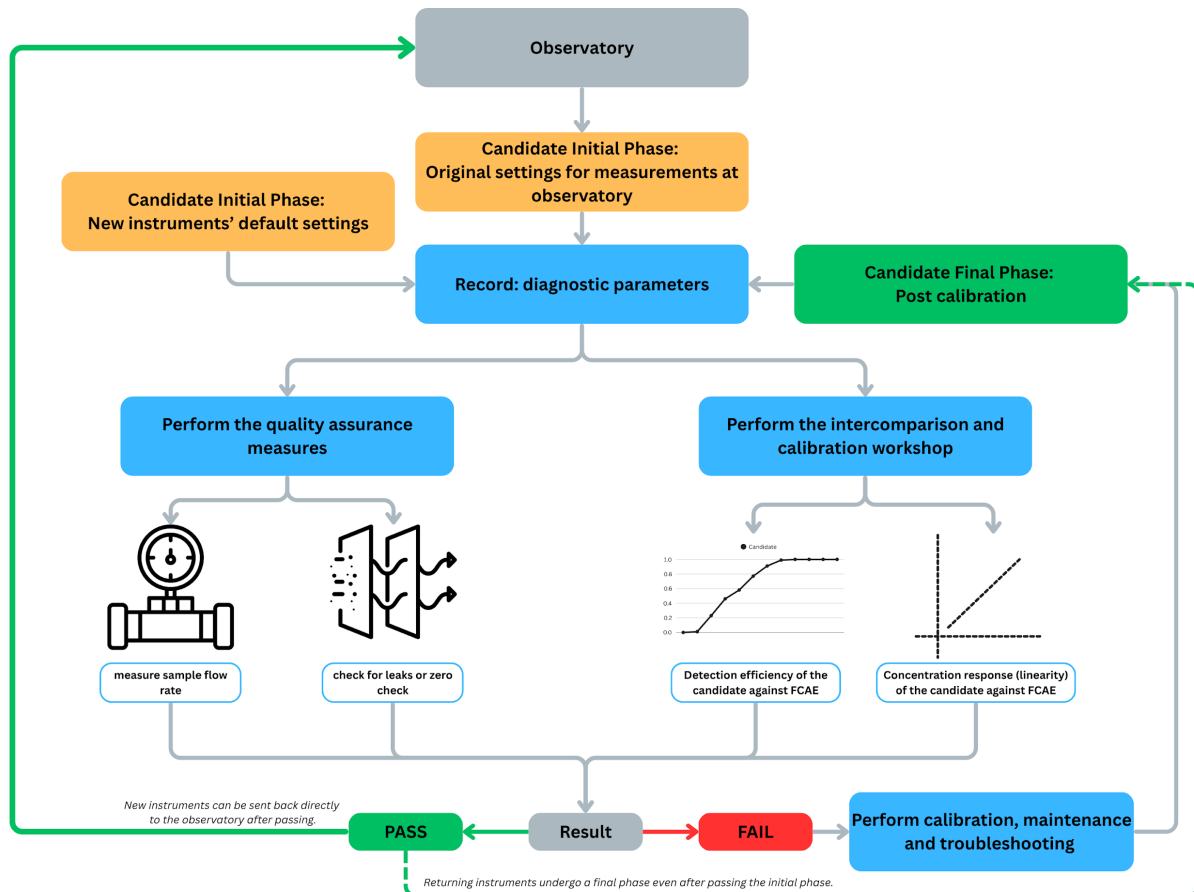 Observatory
Candidate Initial Phase:
Original settings for measurements at
observatory
Candidate Initial Phase:
New instruments’ default settings
Record: diagnostic parameters
Candidate Final Phase:
Post calibration
Perform the quality assurance
measures
Perform the intercomparison and
calibration workshop
Candidate
1.0
0.8
0.6
0.4
0.2
0.0
measure sample flow
rate
check for leaks or zero
check
Detection efficiency of the
candidate against FCAE
Concentration response (linearity)
of the candidate against FCAE
New instruments can be sent back directly
to the observatory after passing.
PASS
Result
FAIL
Perform calibration, maintenance
and troubleshooting
Returning instruments undergo a final phase even after passing the initial phase.